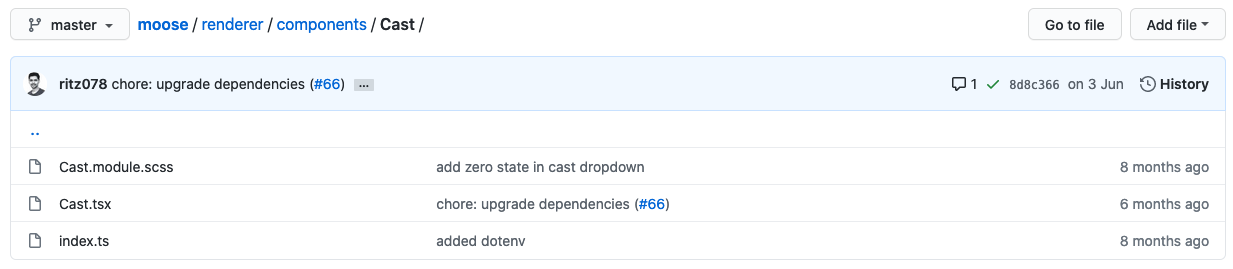 master moose / renderer / components / Cast / Go to file Add file
ritz078 chore: upgrade dependencies (#66) ... 1 8d8c366 on 3 Jun History
..
Cast.module.scss add zero state in cast dropdown 8 months ago
Cast.tsx chore: upgrade dependencies (#66) 6 months ago
index.ts added dotenv 8 months ago